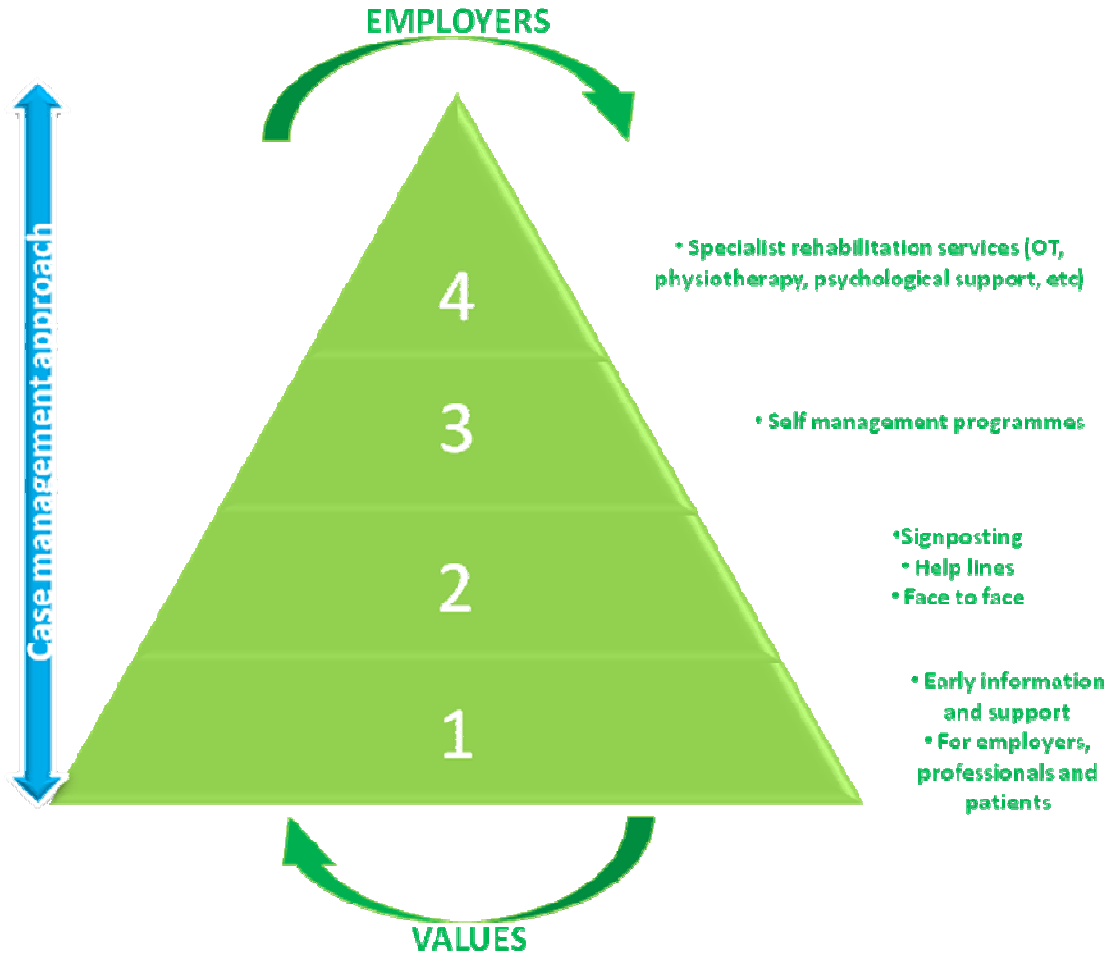 EMPLOYERS
Case management approach
4
• Specialist rehabilitation services (OT,
physiotherapy, psychological support, etc)
3
• Self management programmes
2
•Signposting
• Help lines
• Face to face
1
• Early information
and support
• For employers,
professionals and
patients
VALUES